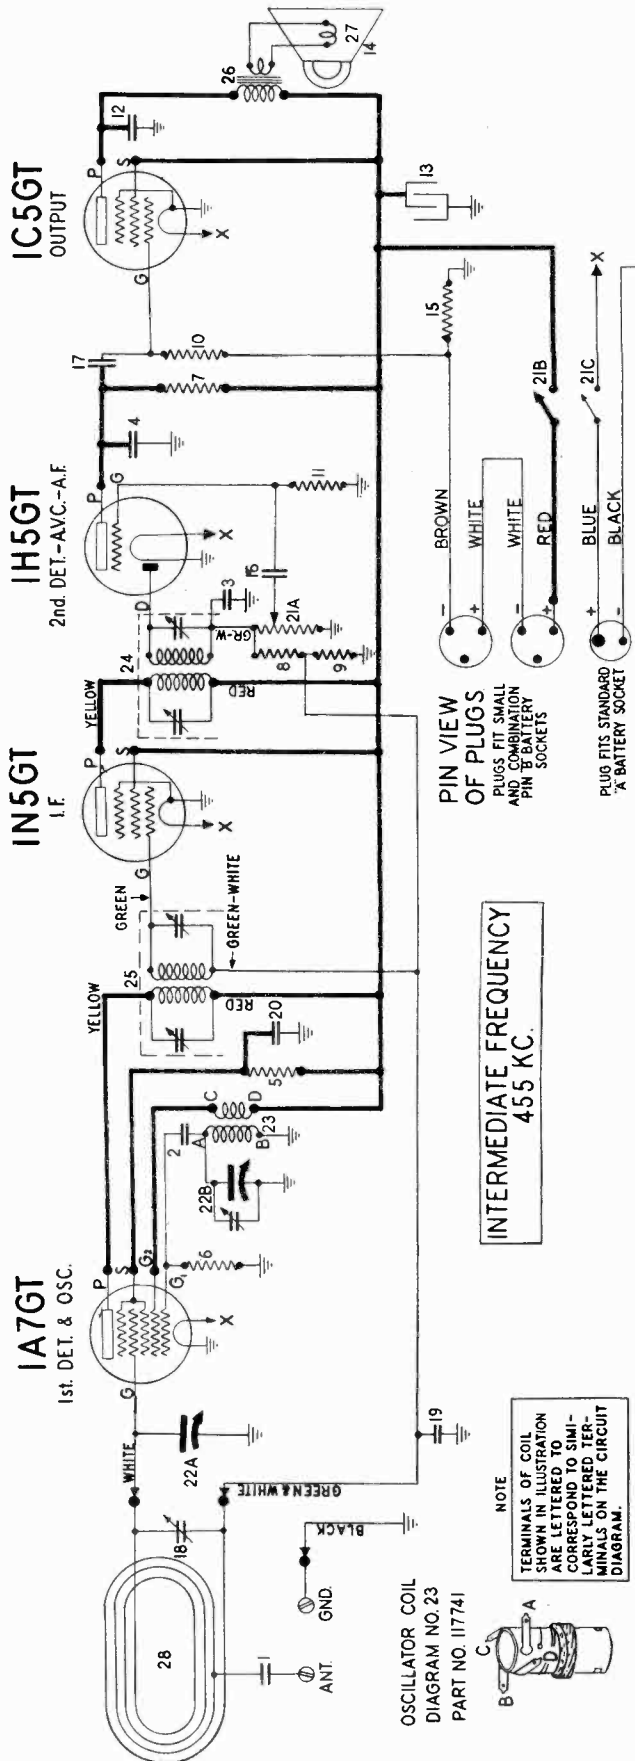 1A7GT
1st. DET. & OSC.
1N5GT
I.F.
1H5GT
2nd. DET.-A.V.C.-A.F.
1C5GT
OUTPUT
28
1
ANT.
GND.
BLACK
18
WHITE
GREEN & WHITE
22A
19
G
P
S
G2
G1
X
6
2
A
B
C
D
23
22B
5
20
YELLOW
25
RED
GREEN
GREEN-WHITE
G
P
S
X
YELLOW
24
RED
GR-W
D
3
8
9
21A
16
P
G
X
4
11
17
7
10
G
P
S
X
12
26
27
14
13
15
BROWN
-
WHITE
+
WHITE
-
RED
+
21B
BLUE
+
21C
X
BLACK
-
PIN VIEW
OF PLUGS
PLUGS FIT SMALL
AND COMBINATION
PIN "B" BATTERY
SOCKETS
PLUG FITS STANDARD
"A" BATTERY SOCKET
INTERMEDIATE FREQUENCY
455 KC.
OSCILLATOR COIL
DIAGRAM NO. 23
PART NO. 117741
A
B
C
D
NOTE
TERMINALS OF COIL
SHOWN IN ILLUSTRATION
ARE LETTERED TO
CORRESPOND TO SIMI-
LARLY LETTERED TER-
MINALS ON THE CIRCUIT
DIAGRAM.